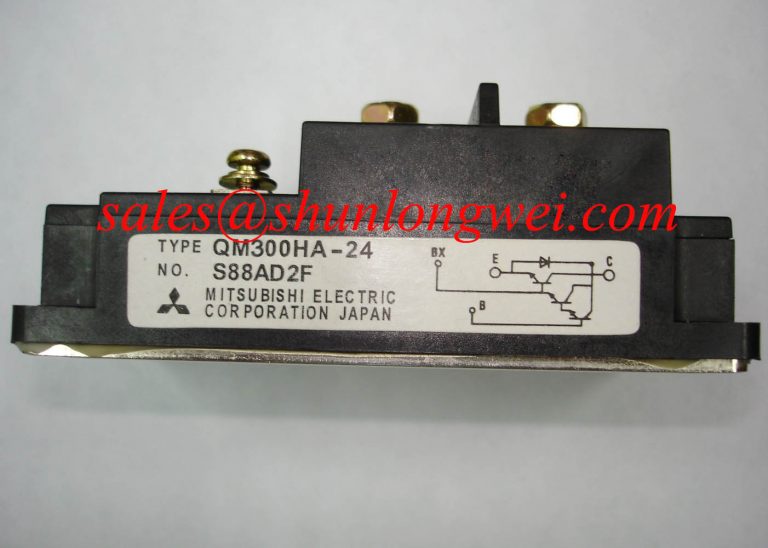 sales@shunlongwei.com
TYPE QM300HA-24
NO. S88AD2F
MITSUBISHI ELECTRIC
CORPORATION JAPAN
BX
E
C
B